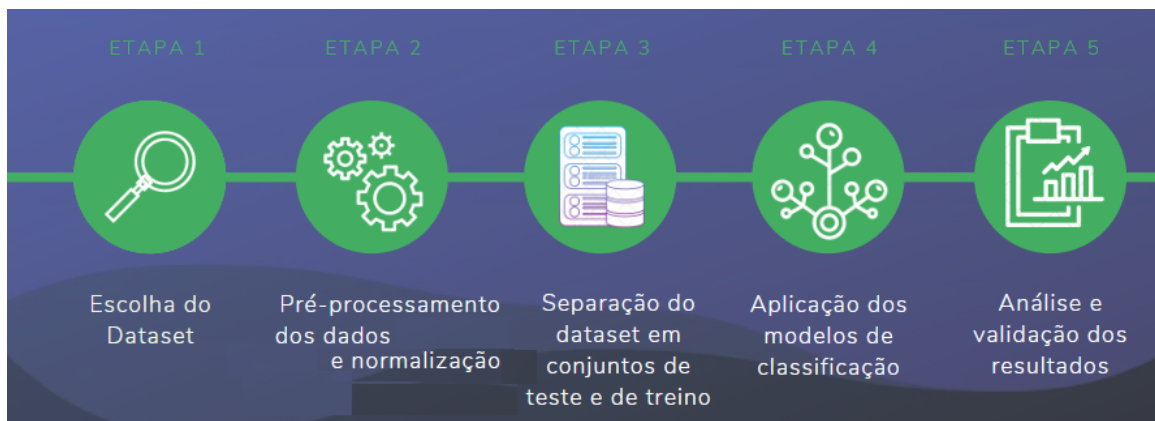 ETAPA 1
ETAPA 2
ETAPA 3
ETAPA 4
ETAPA 5
Escolha do
Dataset
Pré-processamento
dos dados
e normalização
Separação do
dataset em
conjuntos de
teste e de treino
Aplicação dos
modelos de
classificação
Análise e
validação dos
resultados